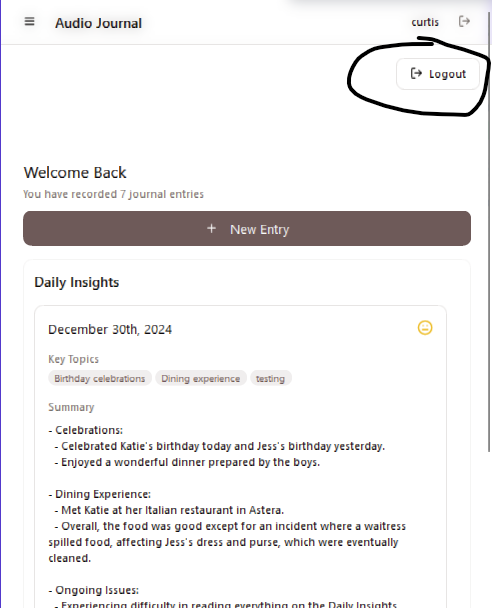 Audio Journal
curtis
Logout
Welcome Back
You have recorded 7 journal entries
+ New Entry
Daily Insights
December 30th, 2024
Key Topics
Birthday celebrations Dining experience testing
Summary
- Celebrations:
- Celebrated Katie's birthday today and Jess's birthday yesterday.
- Enjoyed a wonderful dinner prepared by the boys.
- Dining Experience:
- Met Katie at her Italian restaurant in Astera.
- Overall, the food was good except for an incident where a waitress
spilled food, affecting Jess's dress and purse, which were eventually
cleaned.
- Ongoing Issues:
- Experiencing difficulty in reading everything on the Daily Insights